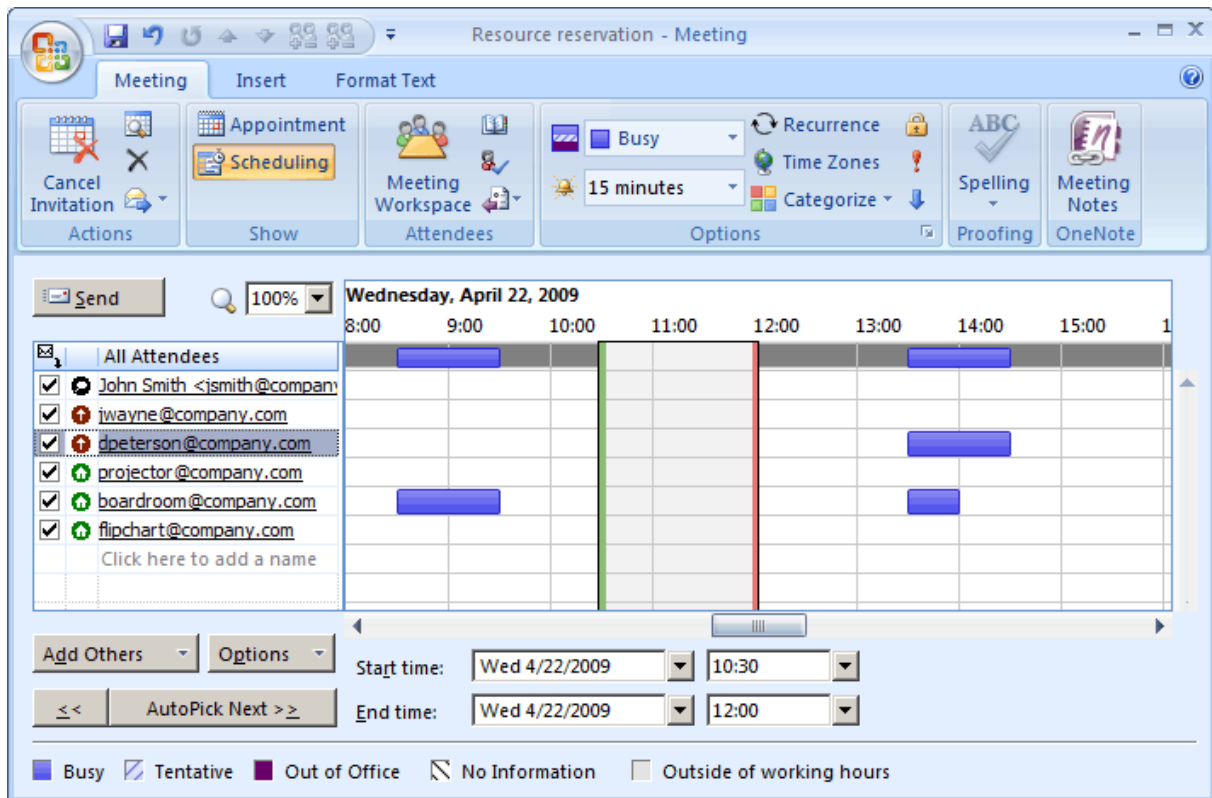 Resource reservation - Meeting
Meeting Insert Format Text
Cancel Invitation
Actions
Appointment
Scheduling
Show
Meeting Workspace
Attendees
Busy
15 minutes
Recurrence
Time Zones
Categorize
Options
ABC
Spelling
Proofing
Meeting Notes
OneNote
Send
100%
Wednesday, April 22, 2009
8:00 9:00 10:00 11:00 12:00 13:00 14:00 15:00 1
All Attendees
John Smith <jsmith@company
jwayne@company.com
dpeterson@company.com
projector@company.com
boardroom@company.com
flipchart@company.com
Click here to add a name
Add Others Options
<< AutoPick Next >>
Start time: Wed 4/22/2009 10:30
End time: Wed 4/22/2009 12:00
Busy Tentative Out of Office No Information Outside of working hours